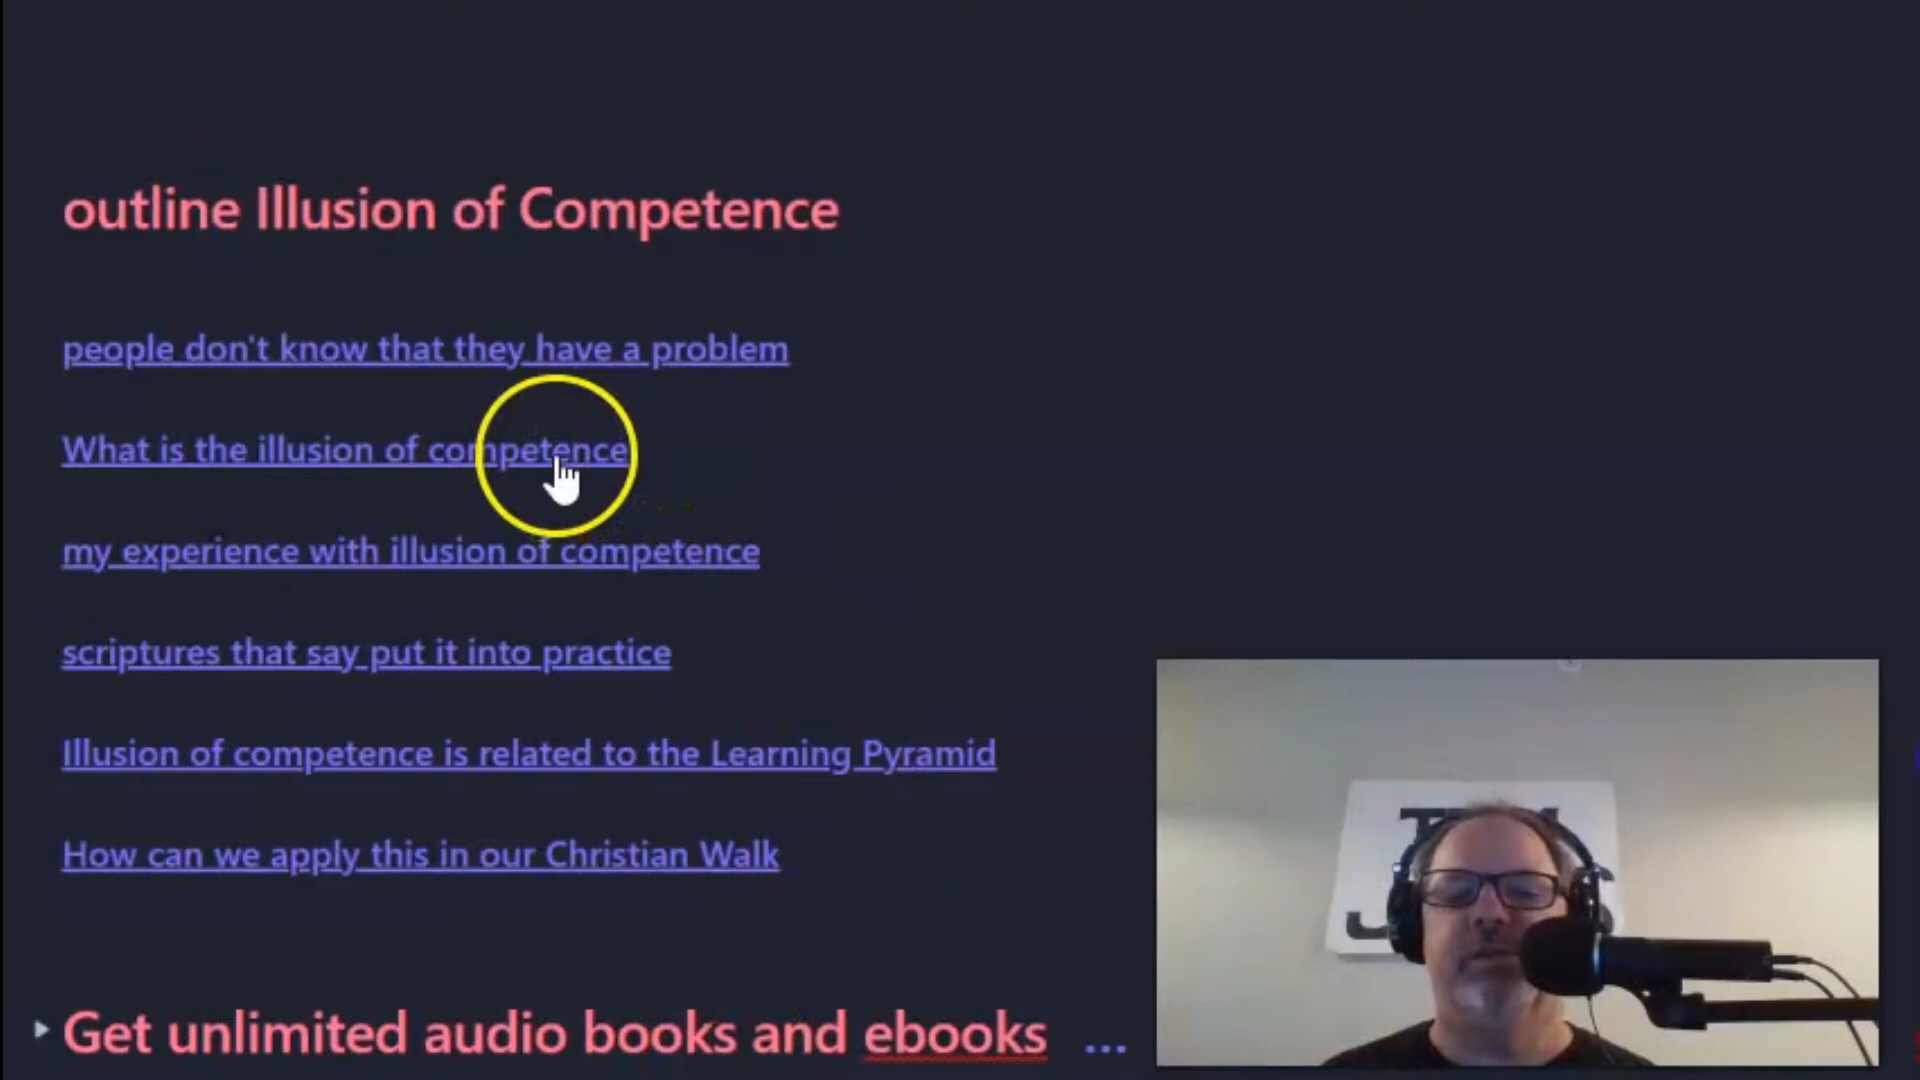 outline Illusion of Competence
people don't know that they have a problem
What is the illusion of competence
my experience with illusion of competence
scriptures that say put it into practice
Illusion of competence is related to the Learning Pyramid
How can we apply this in our Christian Walk
Get unlimited audio books and ebooks ...